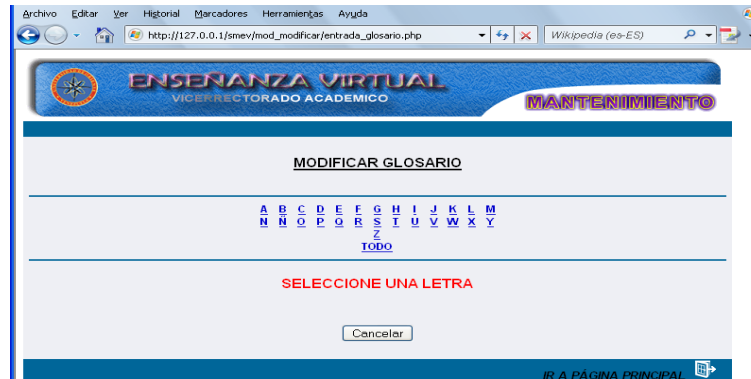 Archivo Editar Ver Historial Marcadores Herramientas Ayuda
http://127.0.0.1/smev/mod_modificar/entrada_glosario.php Wikipedia (es-ES)
ENSEÑANZA VIRTUAL
VICERRECTORADO ACADEMICO
MANTENIMIENTO
MODIFICAR GLOSARIO
A B C D E F G H I J K L M
N Ñ O P Q R S T U V W X Y
Z
TODO
SELECCIONE UNA LETRA
Cancelar
IR A PÁGINA PRINCIPAL